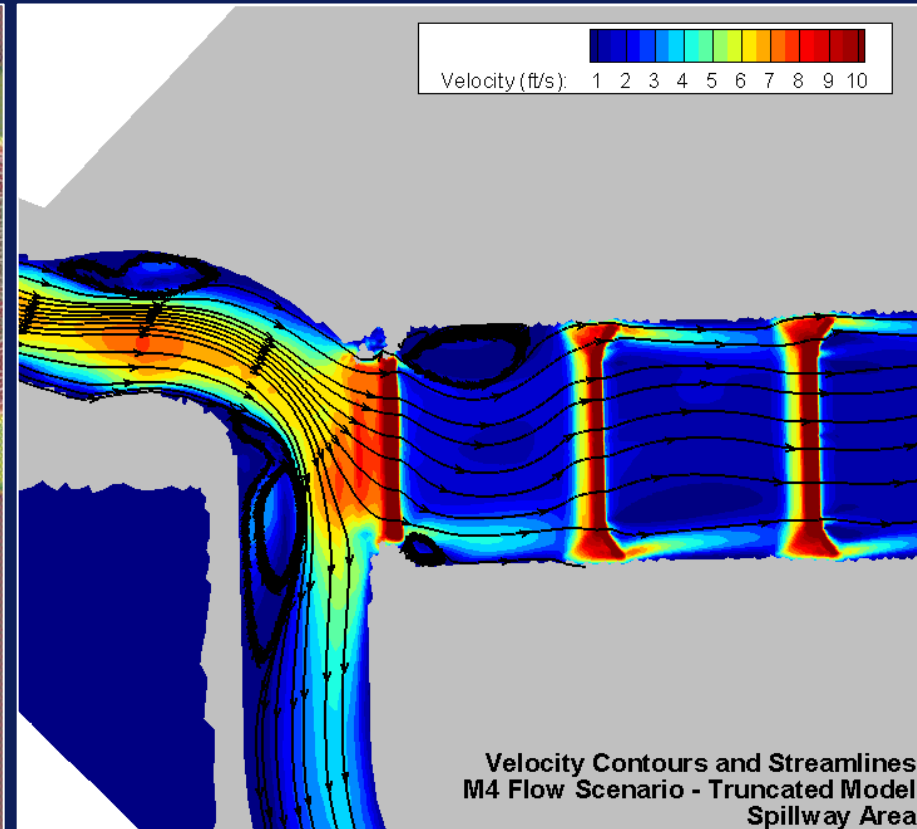 Velocity (ft/s): 1 2 3 4 5 6 7 8 9 10
Velocity Contours and Streamlines
M4 Flow Scenario - Truncated Model
Spillway Area